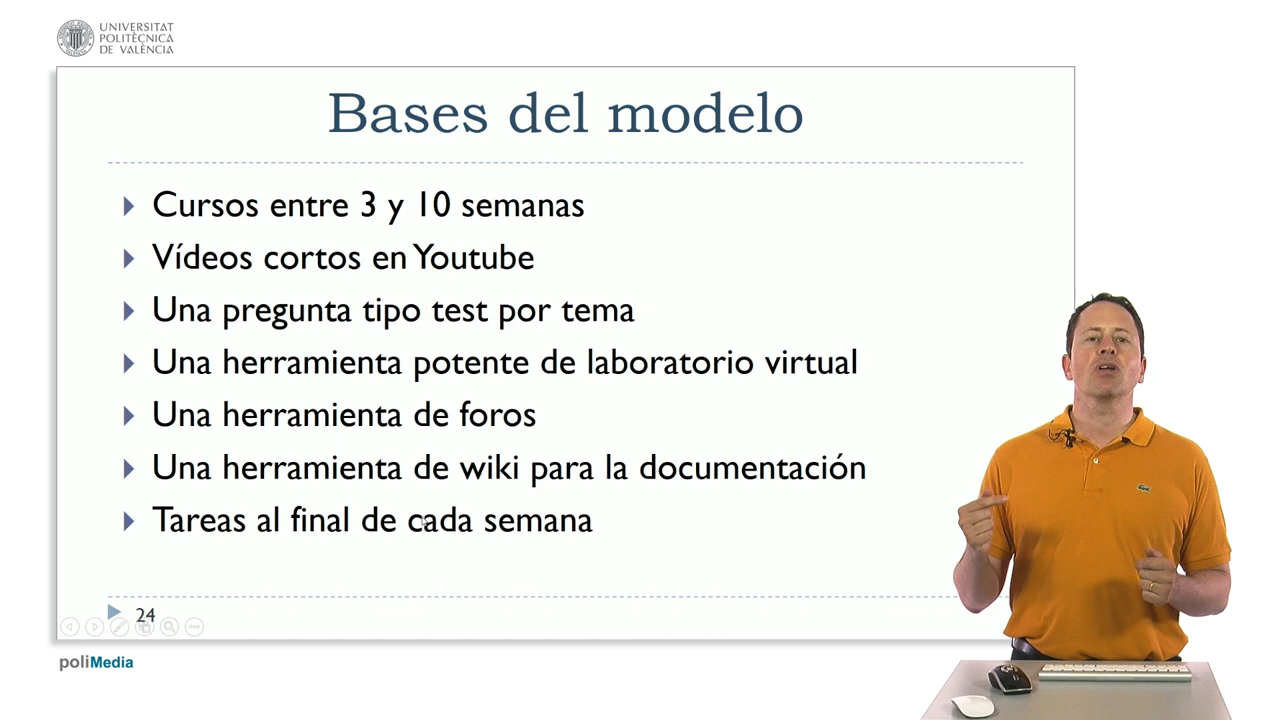 UNIVERSITAT
POLITÈCNICA
DE VALÈNCIA
Bases del modelo
Cursos entre 3 y 10 semanas
Vídeos cortos en Youtube
Una pregunta tipo test por tema
Una herramienta potente de laboratorio virtual
Una herramienta de foros
Una herramienta de wiki para la documentación
Tareas al final de cada semana
24
poliMedia